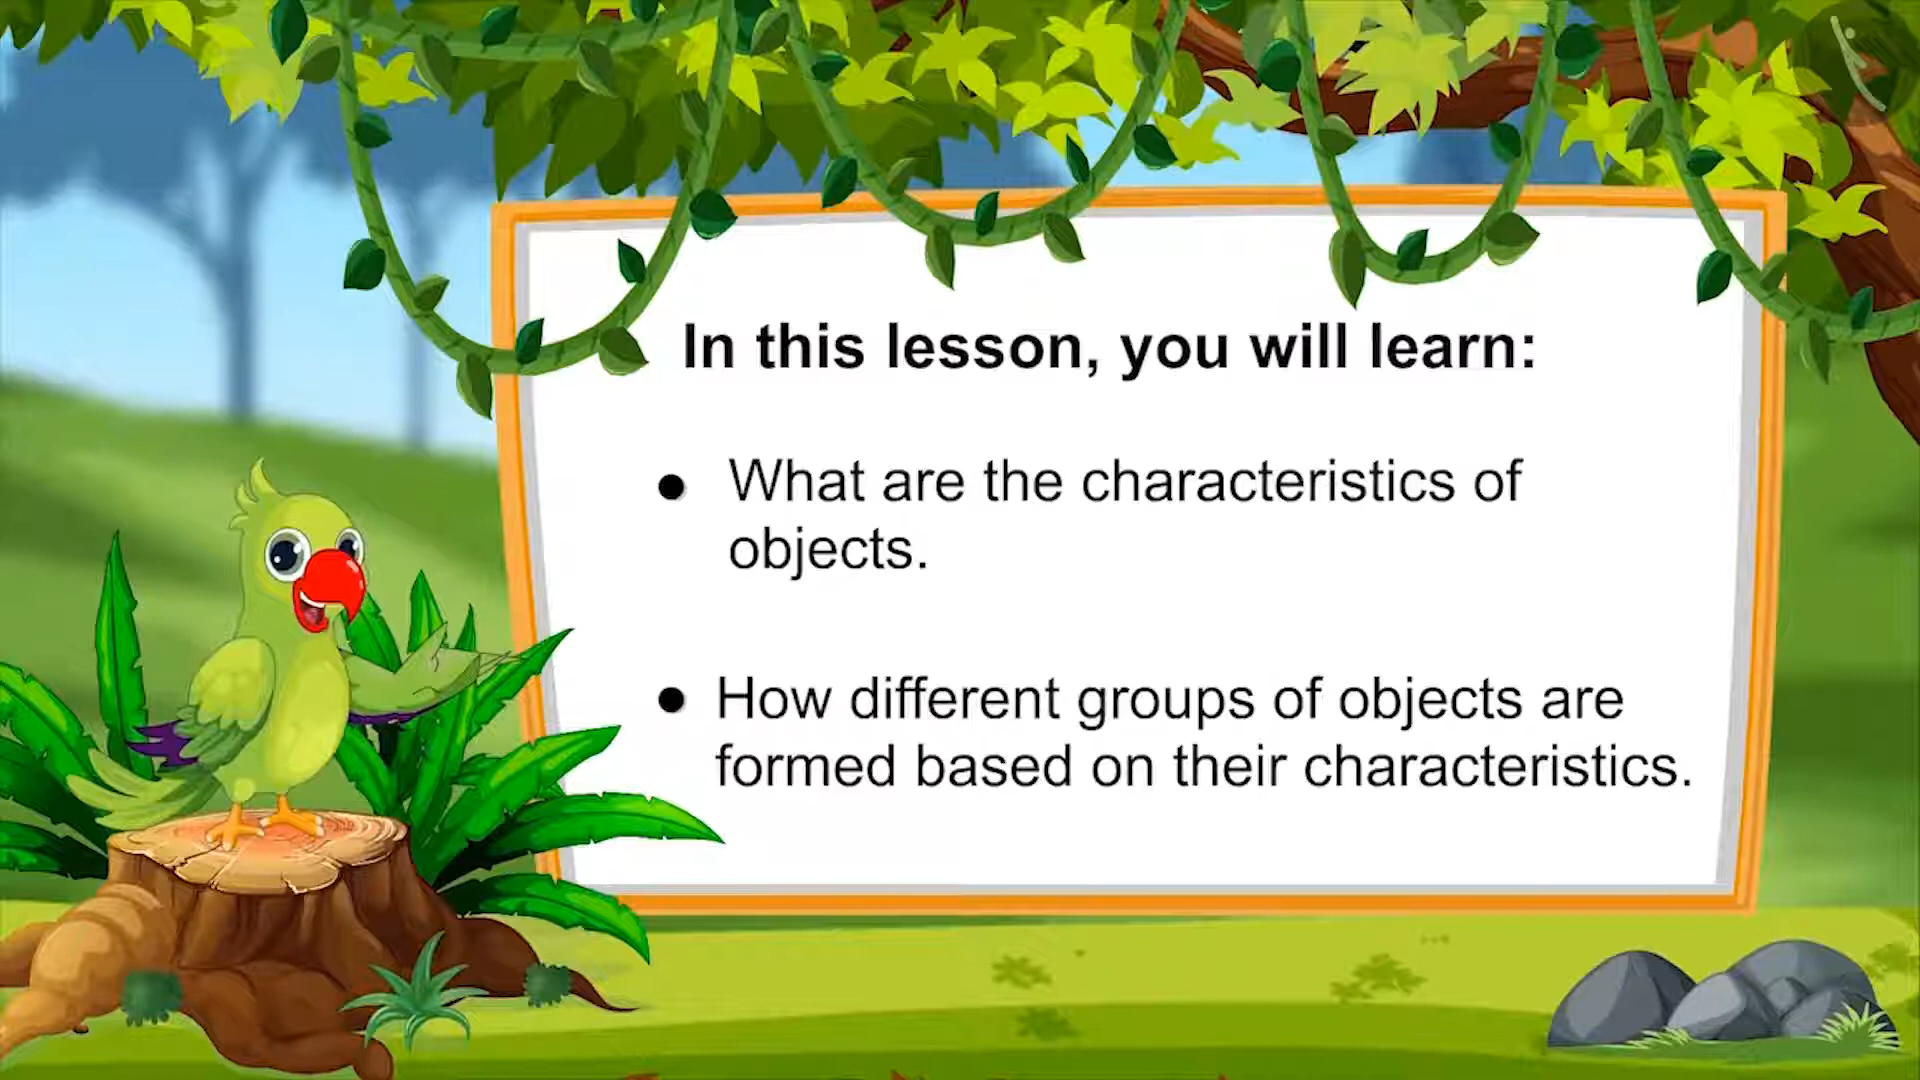 In this lesson, you will learn:
● What are the characteristics of
objects.
● How different groups of objects are
formed based on their characteristics.